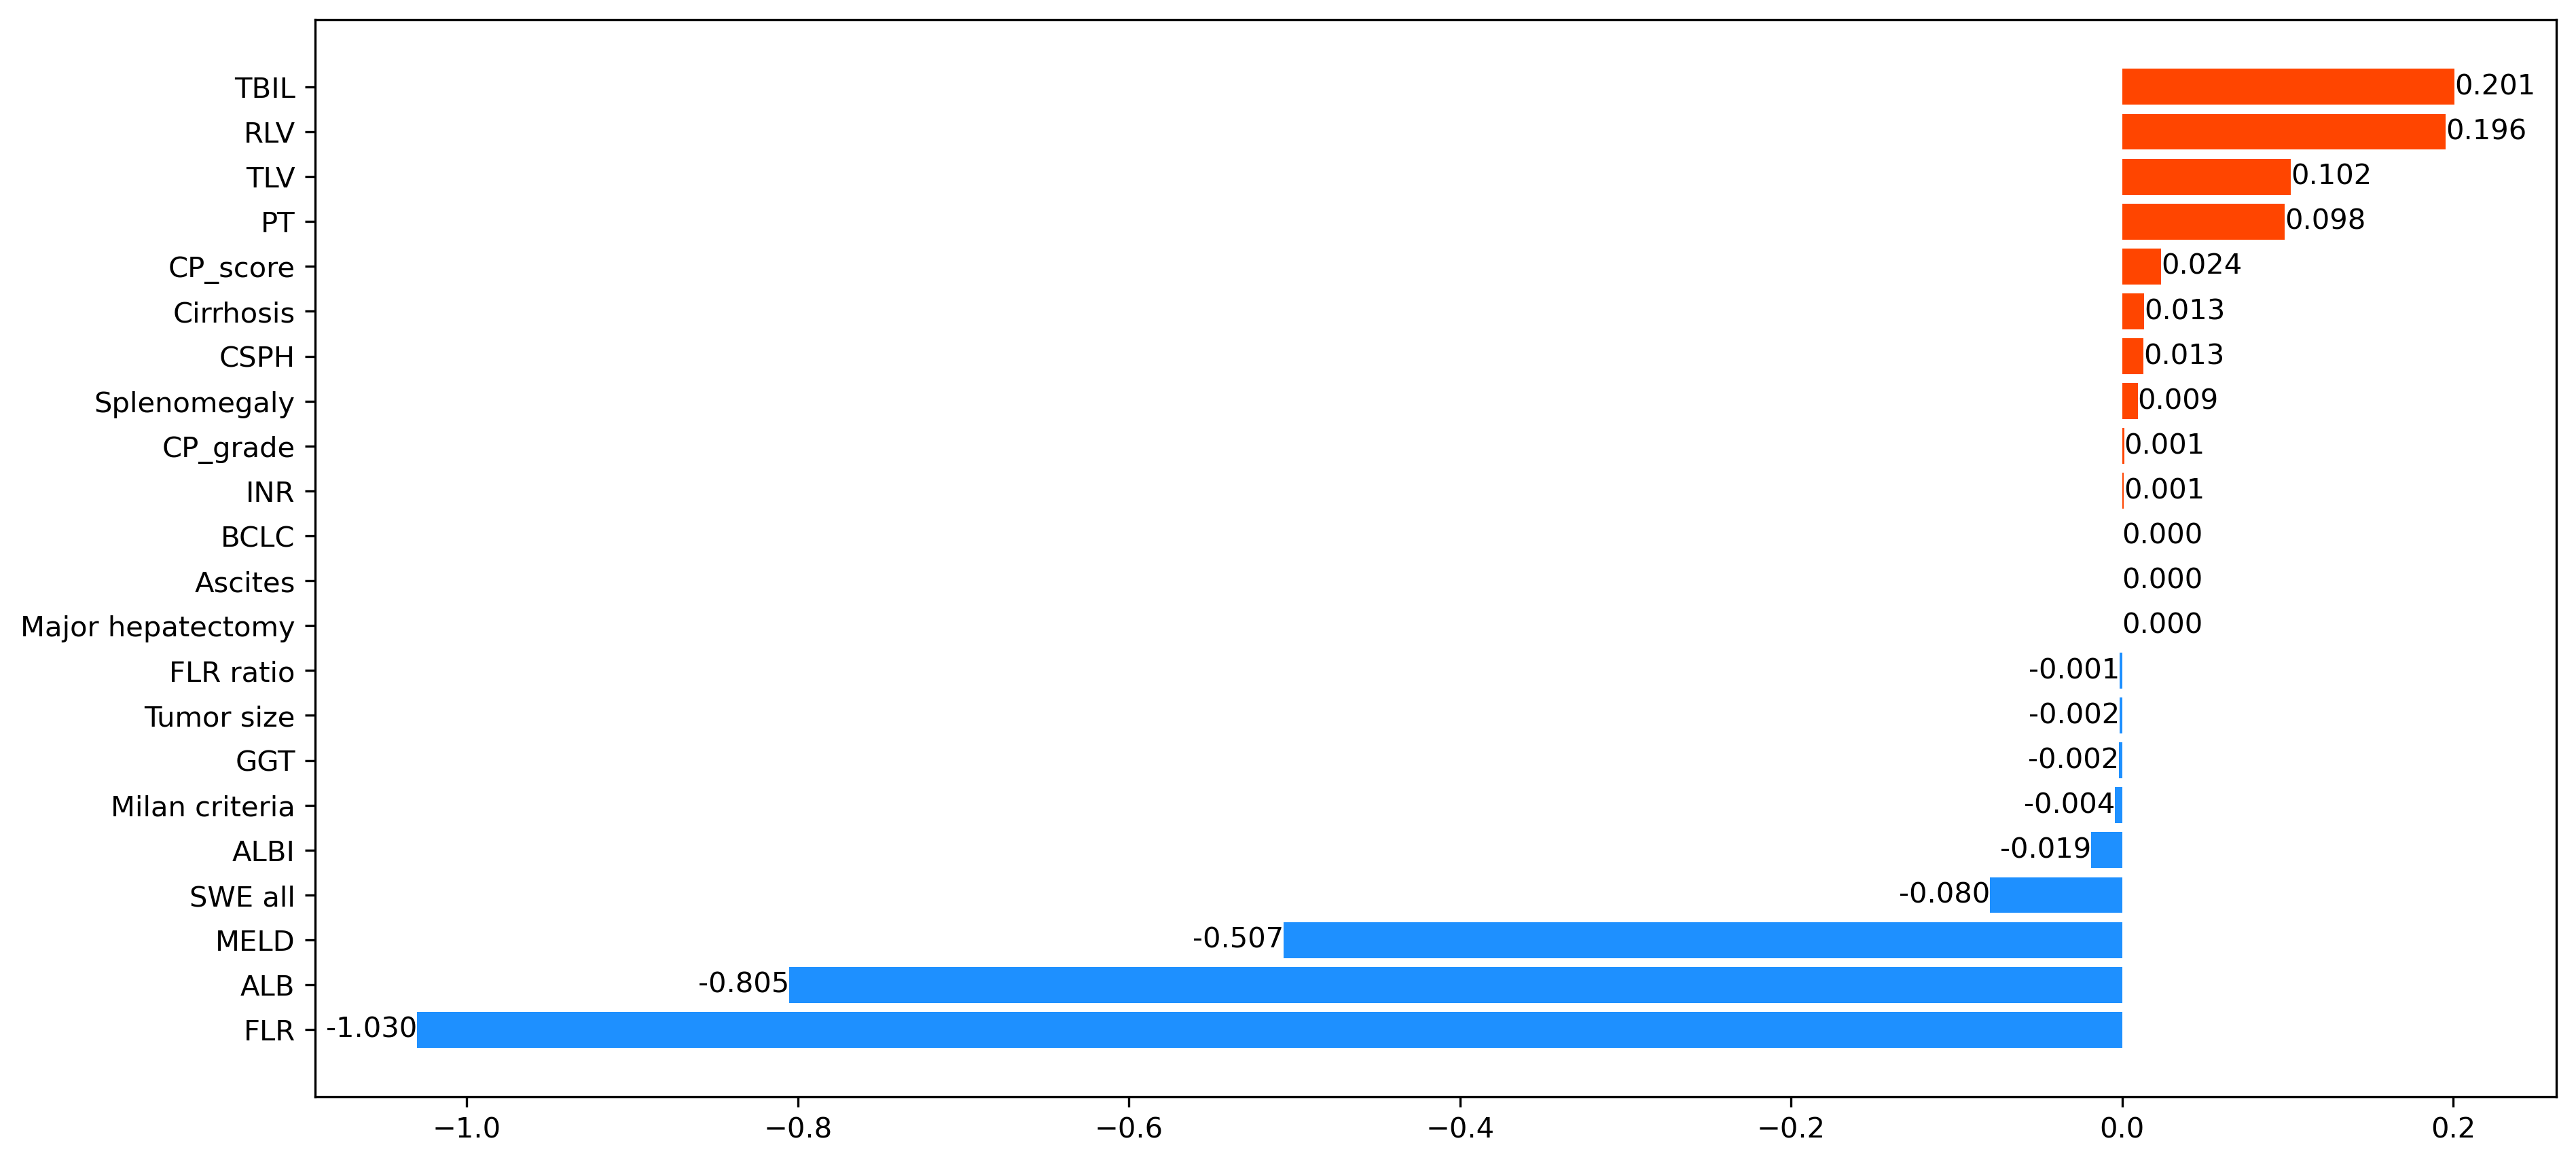 TBIL 0.201
RLV 0.196
TLV 0.102
PT 0.098
CP_score 0.024
Cirrhosis 0.013
CSPH 0.013
Splenomegaly 0.009
CP_grade 0.001
INR 0.001
BCLC 0.000
Ascites 0.000
Major hepatectomy 0.000
FLR ratio -0.001
Tumor size -0.002
GGT -0.002
Milan criteria -0.004
ALBI -0.019
SWE all -0.080
MELD -0.507
ALB -0.805
FLR -1.030
−1.0 −0.8 −0.6 −0.4 −0.2 0.0 0.2